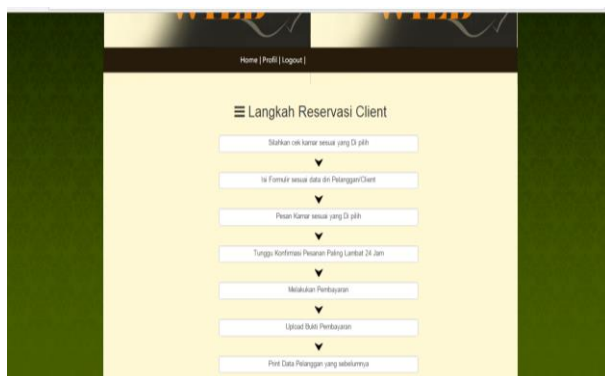 WILD
WILD
Home | Profil | Logout |
Langkah Reservasi Client
Silahkan cek kamar sesuai yang Di pilih
Isi Formulir sesuai data diri Pelanggan/Client
Pesan Kamar sesuai yang Di pilih
Tunggu Konfirmasi Pesanan Paling Lambat 24 Jam
Melakukan Pembayaran
Upload Bukti Pembayaran
Print Data Pelanggan yang sebelumnya